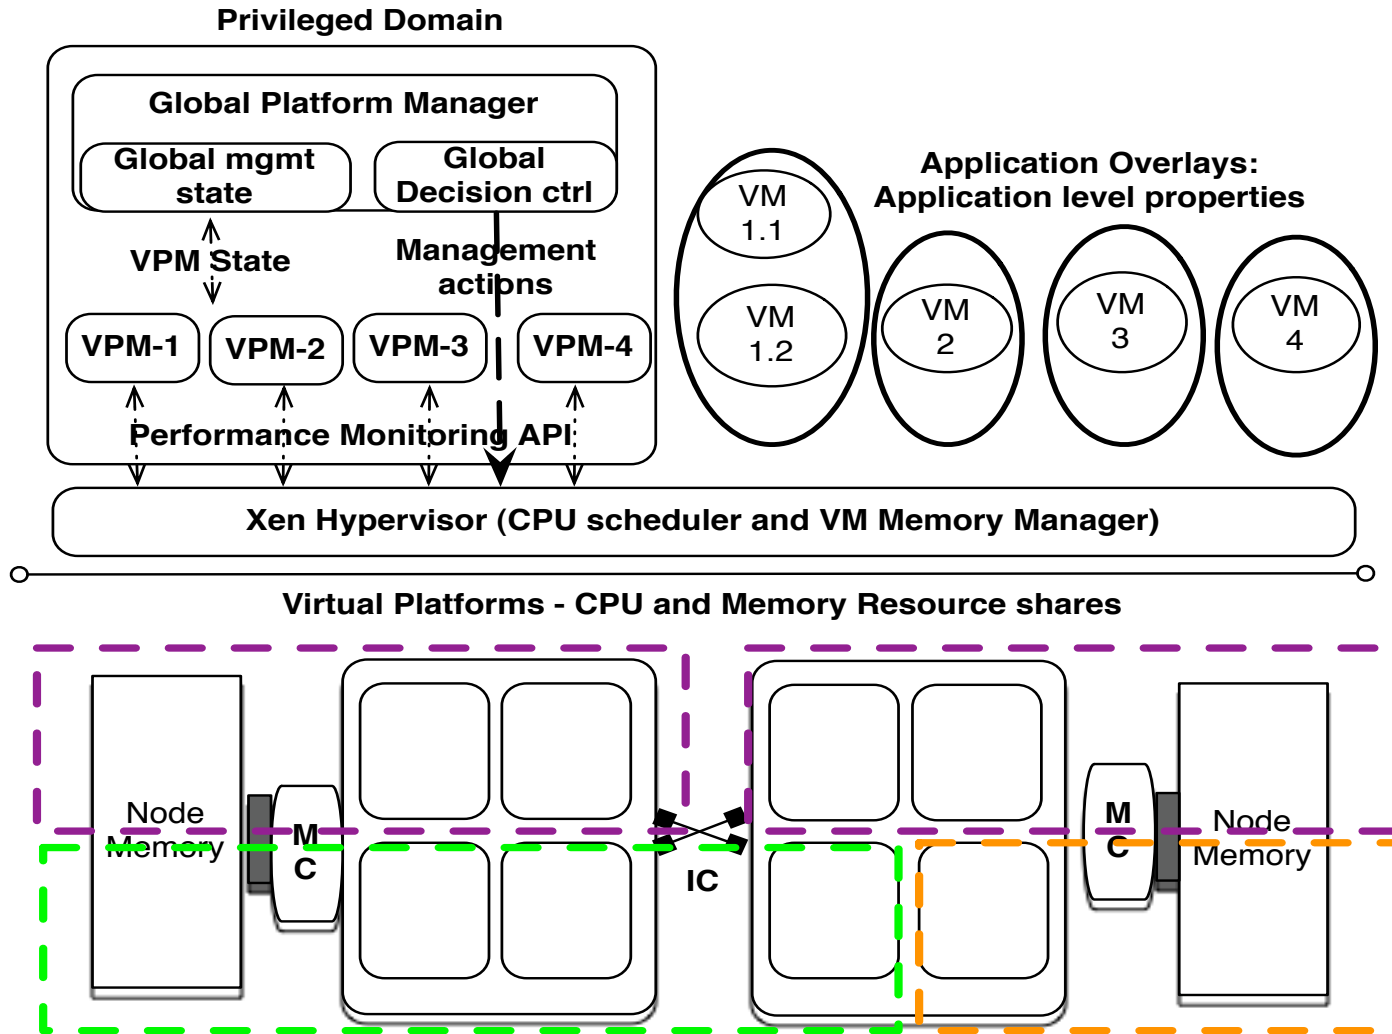 Privileged Domain
Global Platform Manager
Global mgmt
state
Global
Decision ctrl
VPM State
Management
actions
VPM-1
VPM-2
VPM-3
VPM-4
Performance Monitoring API
Application Overlays:
Application level properties
VM
1.1
VM
1.2
VM
2
VM
3
VM
4
Xen Hypervisor (CPU scheduler and VM Memory Manager)
Virtual Platforms - CPU and Memory Resource shares
Node
Memory
M
C
IC
M
C
Node
Memory